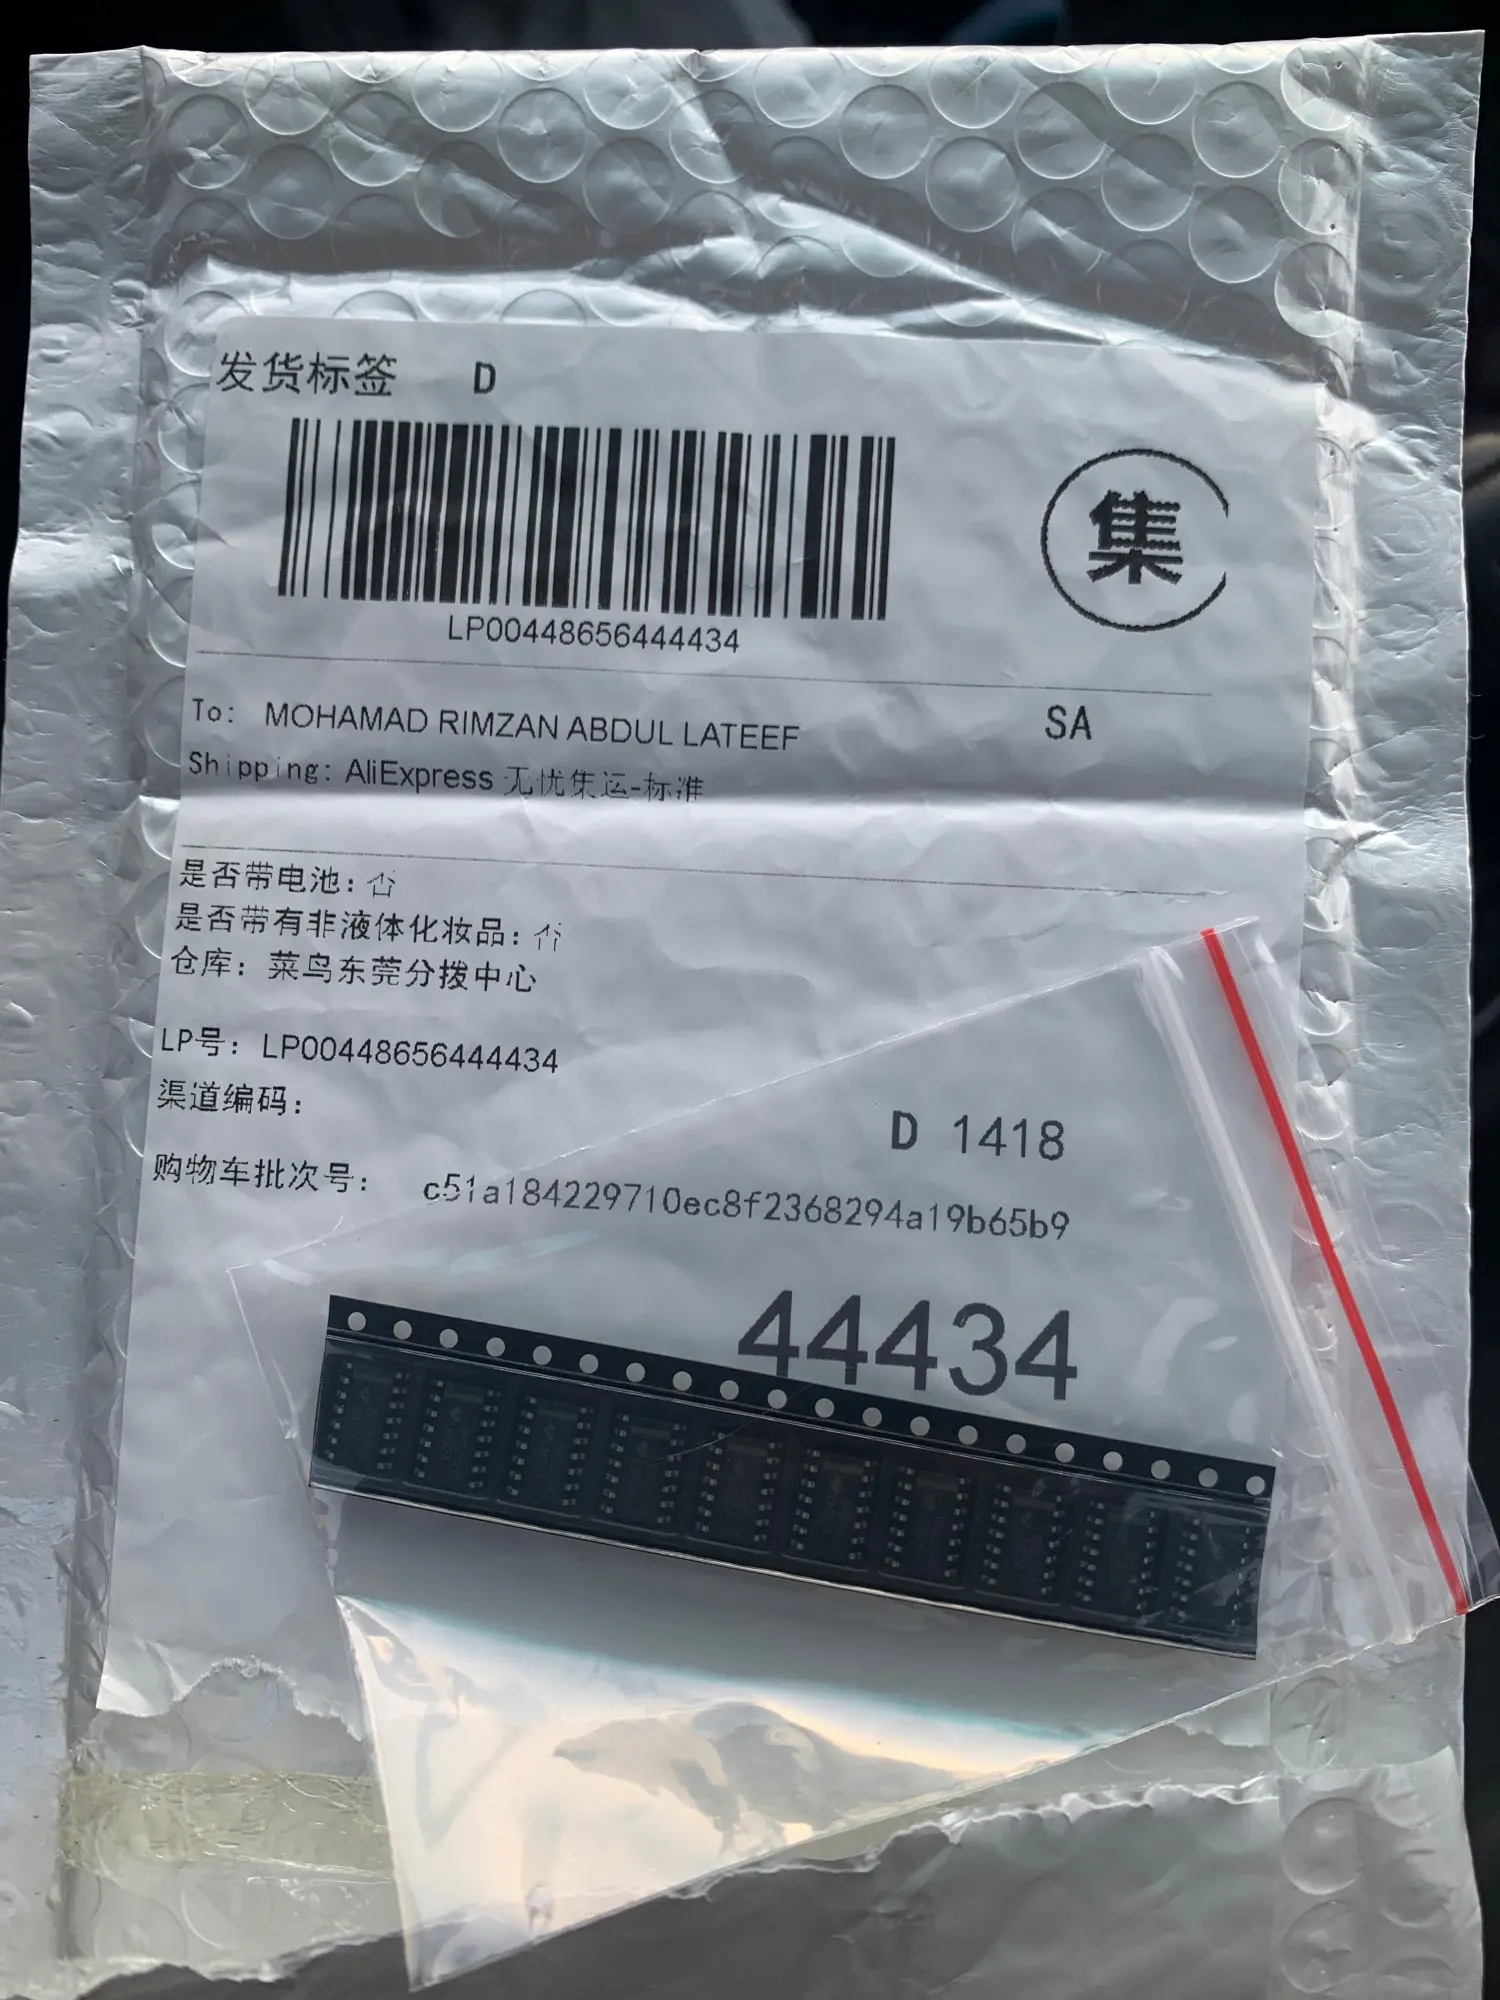 发货标签 D
集
LP00448656444434
To: MOHAMAD RIMZAN ABDUL LATEEF SA
Shipping: AliExpress 无忧集运-标准
是否带电池: 否
是否带有非液体化妆品: 否
仓库: 菜鸟东莞分拨中心
LP号: LP00448656444434
渠道编码:
D 1418
购物车批次号: c51a184229710ec8f2368294a19b65b9
44434